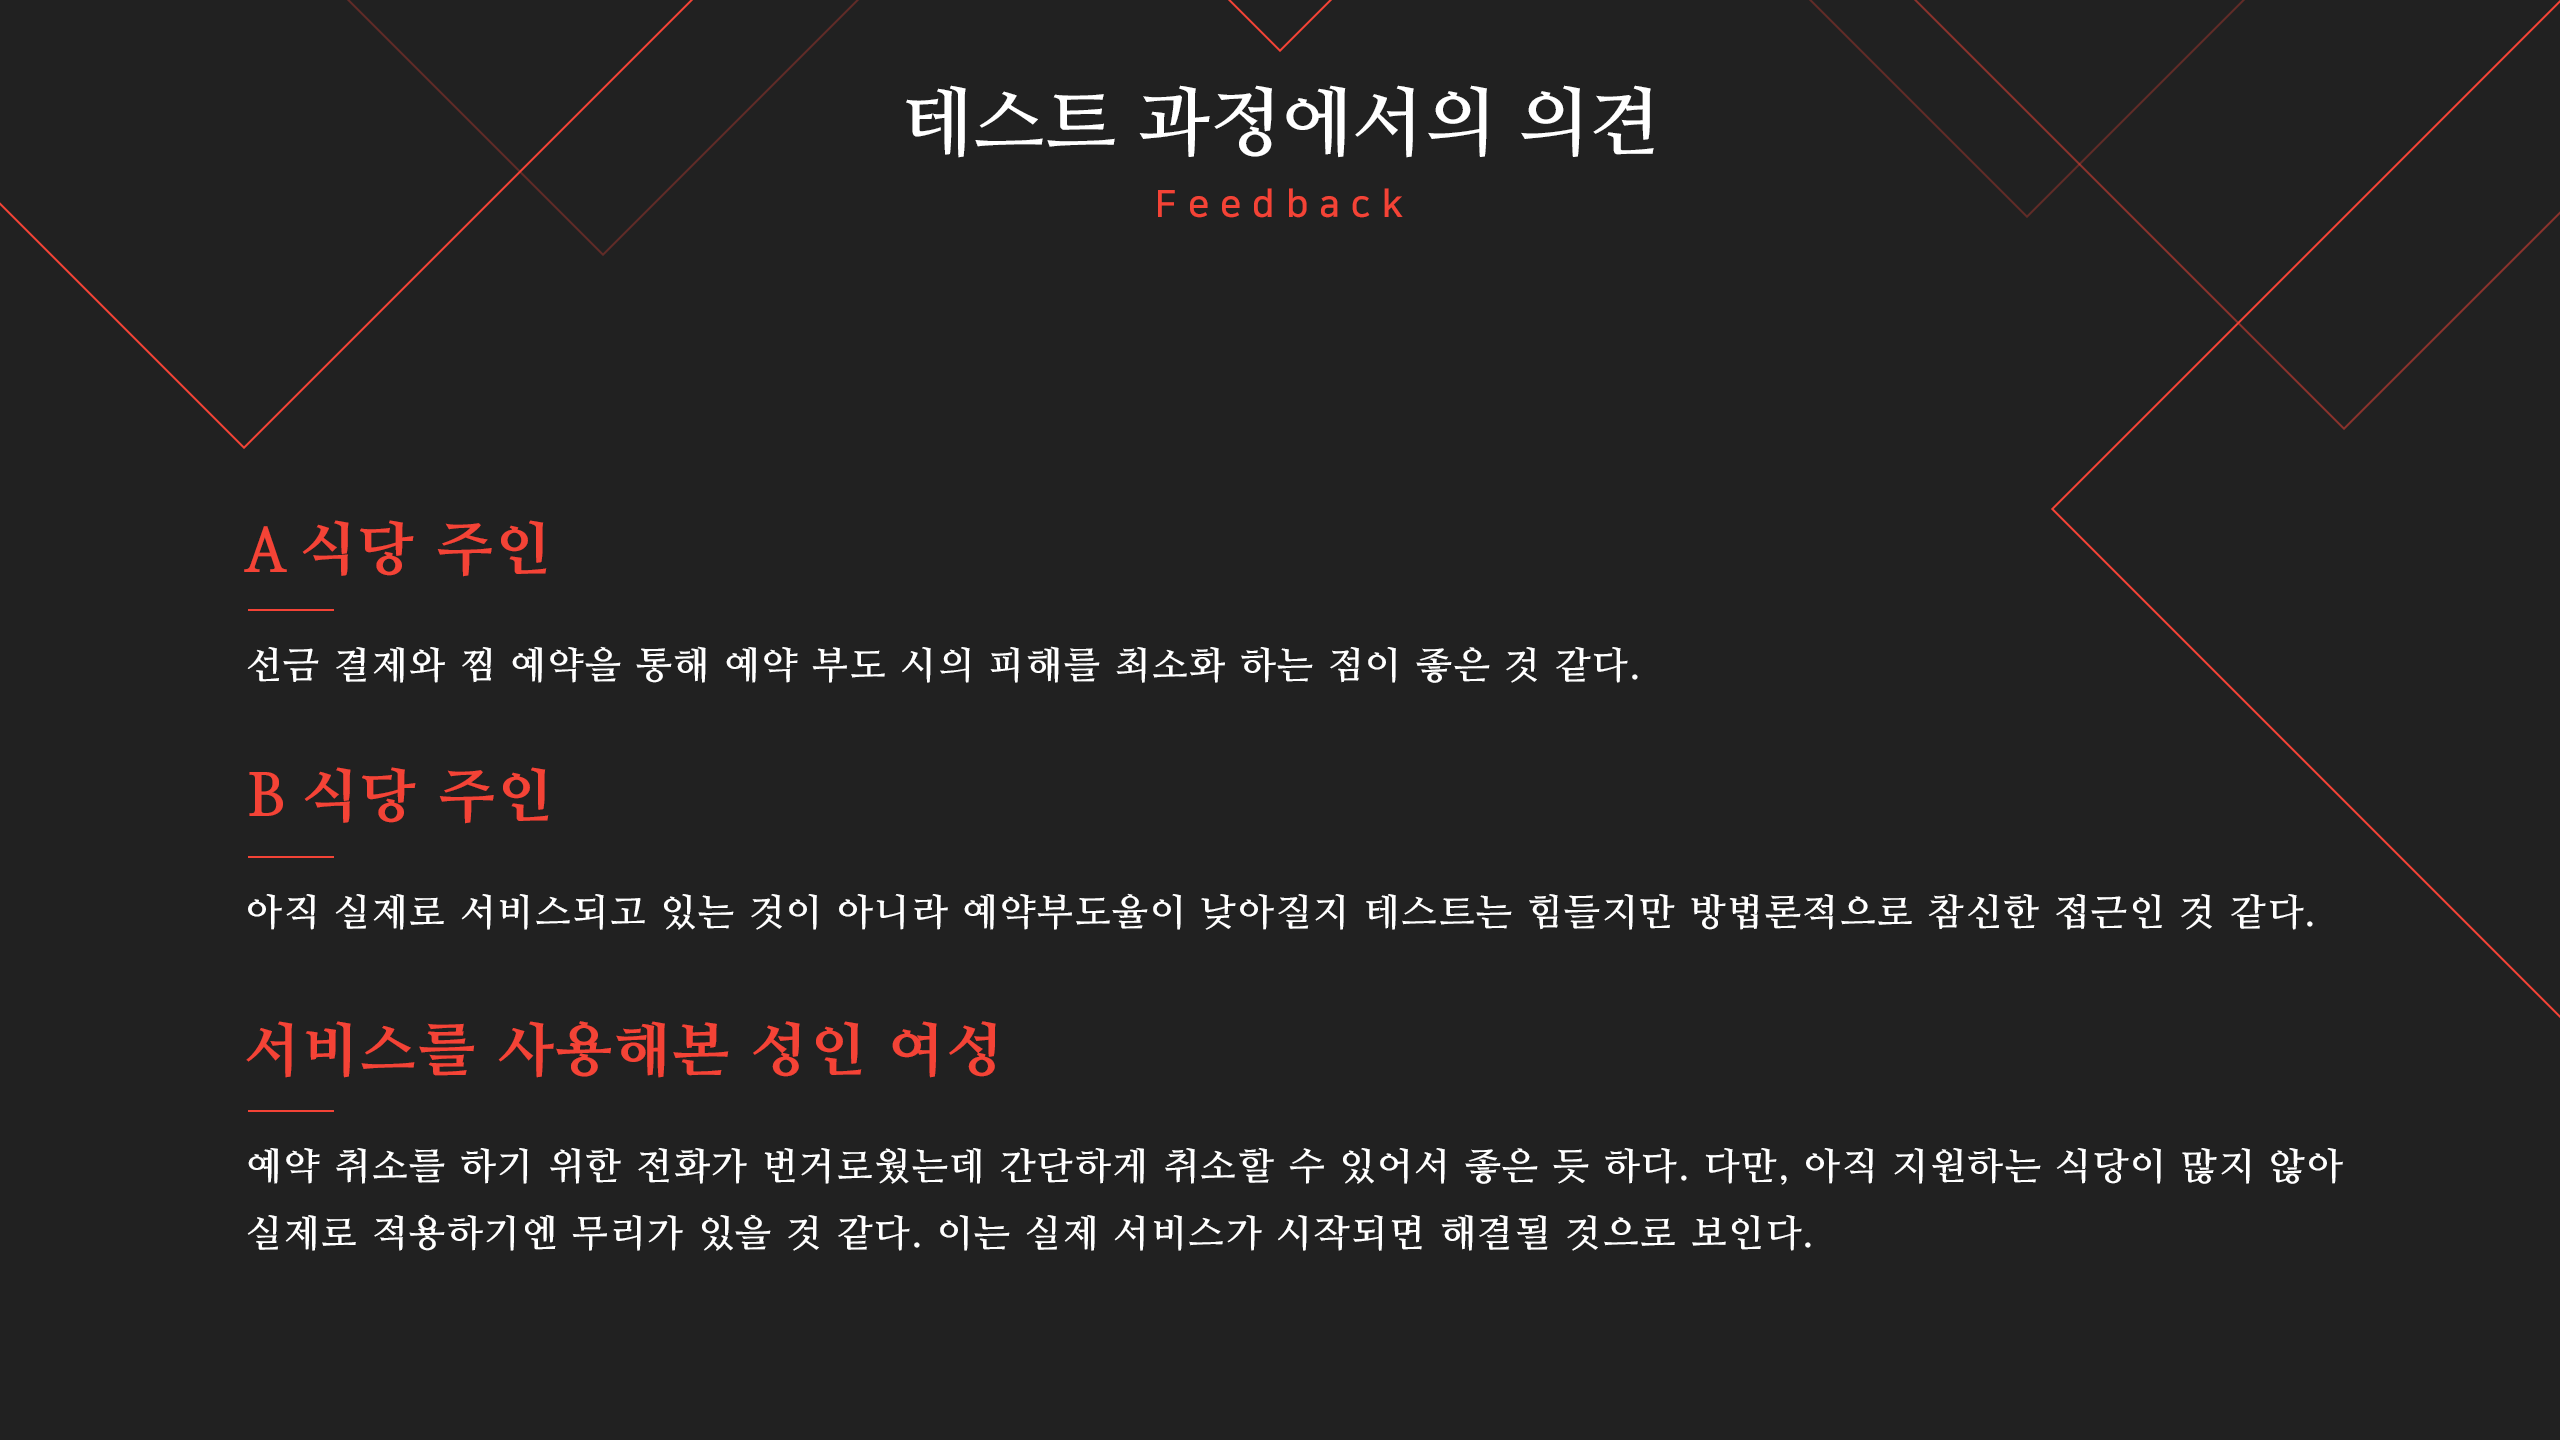 테스트 과정에서의 의견
Feedback
A 식당 주인
선금 결제와 찜 예약을 통해 예약 부도 시의 피해를 최소화 하는 점이 좋은 것 같다.
B 식당 주인
아직 실제로 서비스되고 있는 것이 아니라 예약부도율이 낮아질지 테스트는 힘들지만 방법론적으로 참신한 접근인 것 같다.
서비스를 사용해본 성인 여성
예약 취소를 하기 위한 전화가 번거로웠는데 간단하게 취소할 수 있어서 좋은 듯 하다. 다만, 아직 지원하는 식당이 많지 않아
실제로 적용하기엔 무리가 있을 것 같다. 이는 실제 서비스가 시작되면 해결될 것으로 보인다.